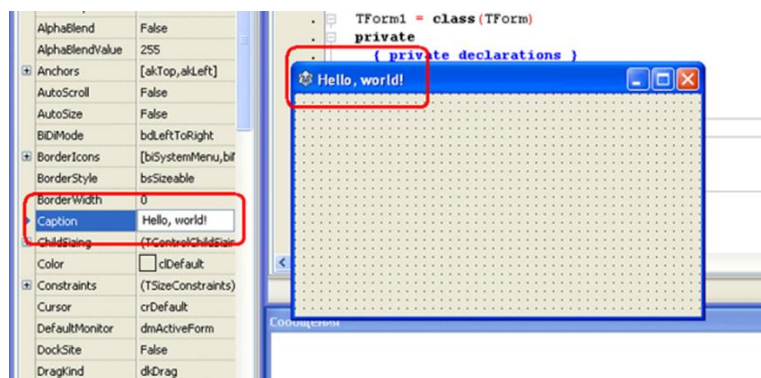 AlphaBlend False
AlphaBlendValue 255
Anchors [akTop,akLeft]
AutoScroll False
AutoSize False
BiDiMode bdLeftToRight
BorderIcons [biSystemMenu,biM
BorderStyle bsSizeable
BorderWidth 0
Caption Hello, world!
ChildSizing (TControlChildSizin
Color clDefault
Constraints (TSizeConstraints)
Cursor crDefault
DefaultMonitor dmActiveForm
DockSite False
DragKind dkDrag
TForm1 = class(TForm)
private
{ private declarations }
Hello, world!
Сообщения